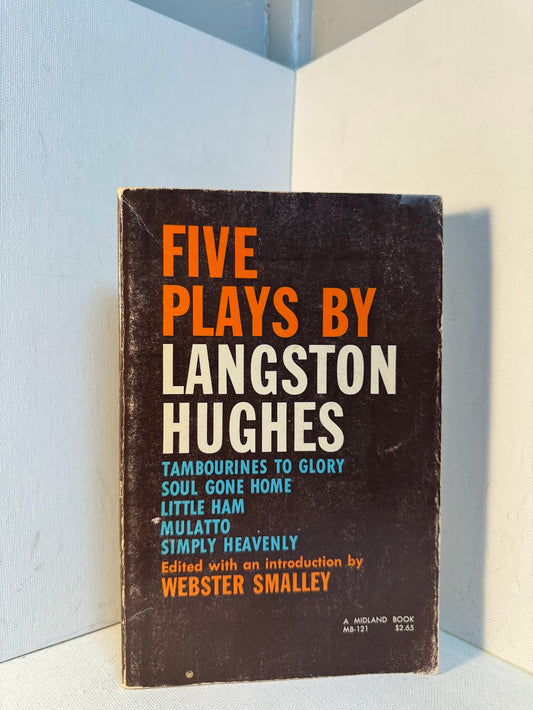 FIVE
PLAYS BY
LANGSTON
HUGHES
TAMBOURINES TO GLORY
SOUL GONE HOME
LITTLE HAM
MULATTO
SIMPLY HEAVENLY
Edited with an introduction by
WEBSTER SMALLEY
A MIDLAND BOOK
MB-121 $2.65